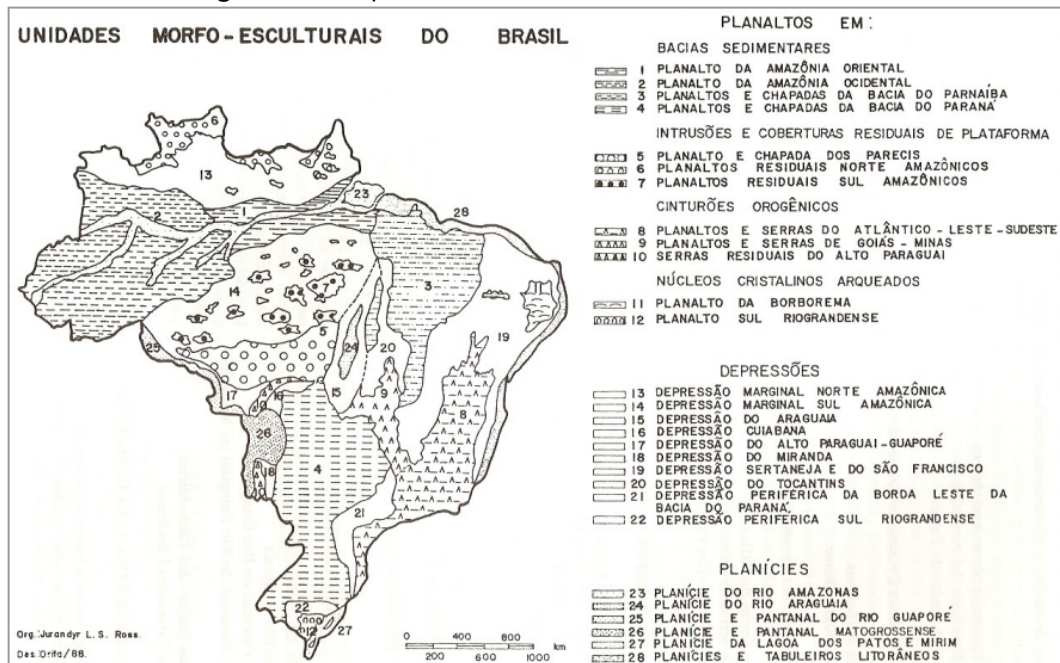 UNIDADES MORFO-ESCULTURAIS DO BRASIL
PLANALTOS EM:
BACIAS SEDIMENTARES
1 PLANALTO DA AMAZÔNIA ORIENTAL
2 PLANALTO DA AMAZÔNIA OCIDENTAL
3 PLANALTOS E CHAPADAS DA BACIA DO PARNAÍBA
4 PLANALTOS E CHAPADAS DA BACIA DO PARANÁ
INTRUSÕES E COBERTURAS RESIDUAIS DE PLATAFORMA
5 PLANALTO E CHAPADA DOS PARECIS
6 PLANALTOS RESIDUAIS NORTE AMAZÔNICOS
7 PLANALTOS RESIDUAIS SUL AMAZÔNICOS
CINTURÕES OROGÊNICOS
8 PLANALTOS E SERRAS DO ATLÂNTICO-LESTE-SUDESTE
9 PLANALTOS E SERRAS DE GOIÁS-MINAS
10 SERRAS RESIDUAIS DO ALTO PARAGUAI
NÚCLEOS CRISTALINOS ARQUEADOS
11 PLANALTO DA BORBOREMA
12 PLANALTO SUL RIOGRANDENSE
DEPRESSÕES
13 DEPRESSÃO MARGINAL NORTE AMAZÔNICA
14 DEPRESSÃO MARGINAL SUL AMAZÔNICA
15 DEPRESSÃO DO ARAGUAIA
16 DEPRESSÃO CUIABANA
17 DEPRESSÃO DO ALTO PARAGUAI-GUAPORÉ
18 DEPRESSÃO DO MIRANDA
19 DEPRESSÃO SERTANEJA E DO SÃO FRANCISCO
20 DEPRESSÃO DO TOCANTINS
21 DEPRESSÃO PERIFÉRICA DA BORDA LESTE DA
BACIA DO PARANÁ.
22 DEPRESSÃO PERIFÉRICA SUL RIOGRANDENSE
PLANÍCIES
23 PLANÍCIE DO RIO AMAZONAS
24 PLANÍCIE DO RIO ARAGUAIA
25 PLANÍCIE E PANTANAL DO RIO GUAPORÉ
26 PLANÍCIE E PANTANAL MATOGROSSENSE
27 PLANÍCIE DA LAGOA DOS PATOS E MIRIM
28 PLANÍCIES E TABULEIROS LITORÂNEOS
6
13
23
28
1
2
3
14
5
19
25
24
20
17
16
15
9
8
26
18
4
21
22
12
27
Org. Jurandyr L. S. Ross.
Des. Orita/88.
0 400 800
km
200 600 1000